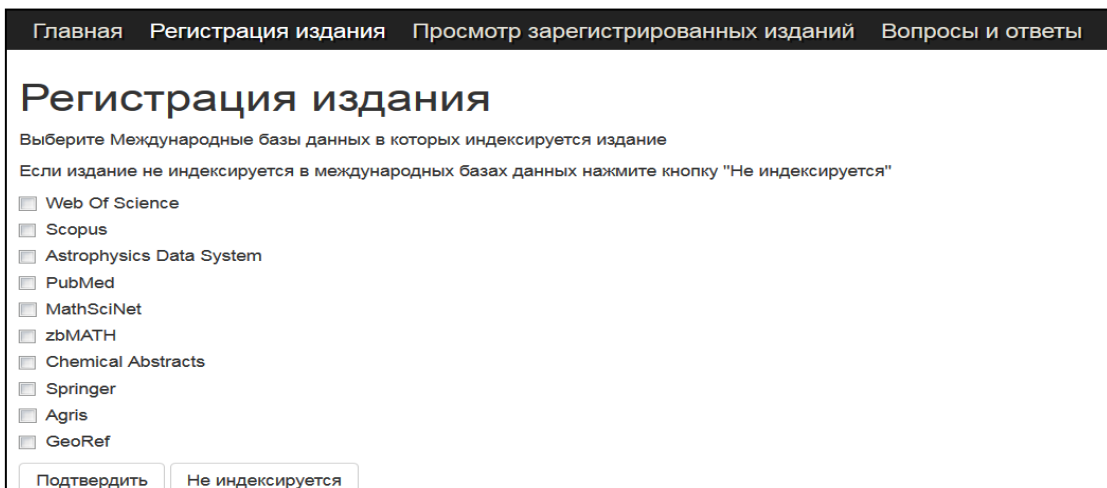 Главная Регистрация издания Просмотр зарегистрированных изданий Вопросы и ответы
Регистрация издания
Выберите Международные базы данных в которых индексируется издание
Если издание не индексируется в международных базах данных нажмите кнопку "Не индексируется"
Web Of Science
Scopus
Astrophysics Data System
PubMed
MathSciNet
zbMATH
Chemical Abstracts
Springer
Agris
GeoRef
Подтвердить Не индексируется